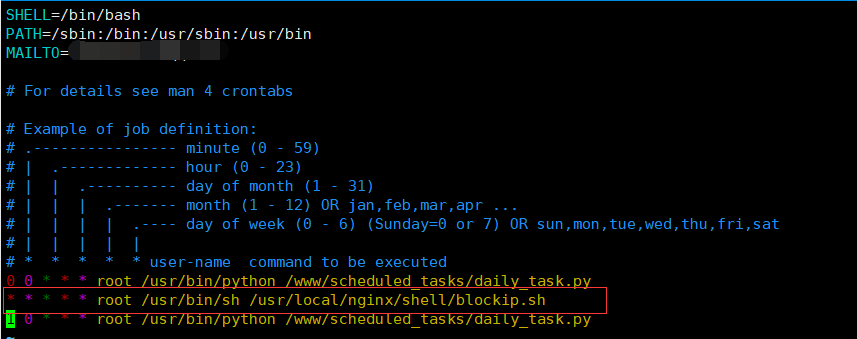 SHELL=/bin/bash
PATH=/sbin:/bin:/usr/sbin:/usr/bin
MAILTO=
# For details see man 4 crontabs
# Example of job definition:
# .---------------- minute (0 - 59)
# | .------------- hour (0 - 23)
# | | .---------- day of month (1 - 31)
# | | | .------- month (1 - 12) OR jan,feb,mar,apr ...
# | | | | .---- day of week (0 - 6) (Sunday=0 or 7) OR sun,mon,tue,wed,thu,fri,sat
# | | | | |
# * * * * * user-name command to be executed
0 0 * * * root /usr/bin/python /www/scheduled_tasks/daily_task.py
* * * * * root /usr/bin/sh /usr/local/nginx/shell/blockip.sh
1 0 * * * root /usr/bin/python /www/scheduled_tasks/daily_task.py
~